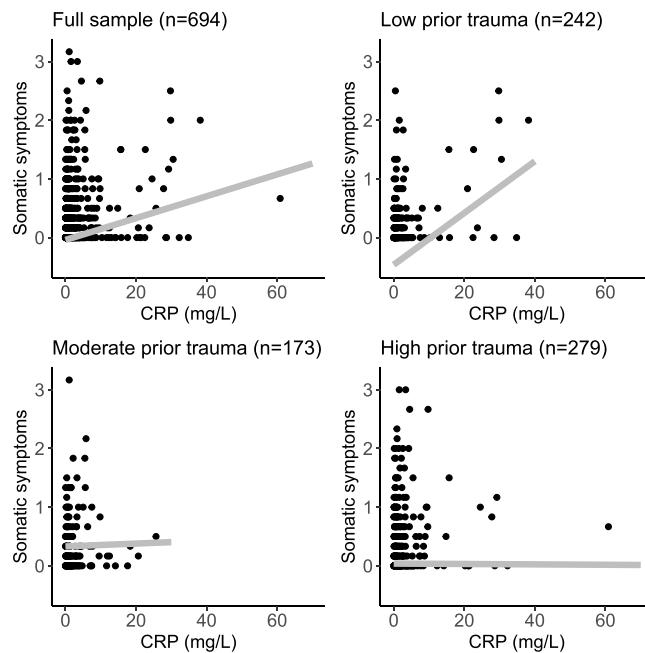 Full sample (n=694)
Low prior trauma (n=242)
3
2
1
0
Somatic symptoms
0 20 40 60
CRP (mg/L)
3
2
1
0
Somatic symptoms
0 20 40 60
CRP (mg/L)
Moderate prior trauma (n=173)
High prior trauma (n=279)
3
2
1
0
Somatic symptoms
0 20 40 60
CRP (mg/L)
3
2
1
0
Somatic symptoms
0 20 40 60
CRP (mg/L)